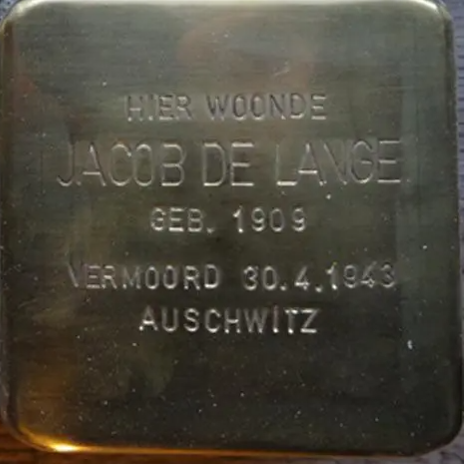 HIER WOONDE
JACOB DE LANGE
GEB. 1909
VERMOORD 30.4.1943
AUSCHWITZ